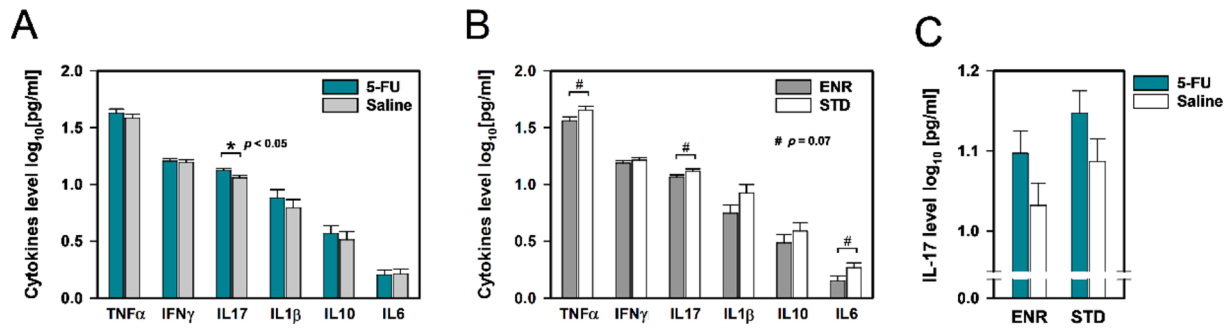 A
Cytokines level log10[pg/ml]
2.0
1.5
1.0
0.5
0.0
5-FU
Saline
* p < 0.05
TNFα IFNγ IL17 IL1β IL10 IL6
B
Cytokines level log10[pg/ml]
2.0
1.5
1.0
0.5
0.0
ENR
STD
#
#
#
# p = 0.07
TNFα IFNγ IL17 IL1β IL10 IL6
C
IL-17 level log10 [pg/ml]
1.2
1.1
1.0
0.0
5-FU
Saline
ENR STD